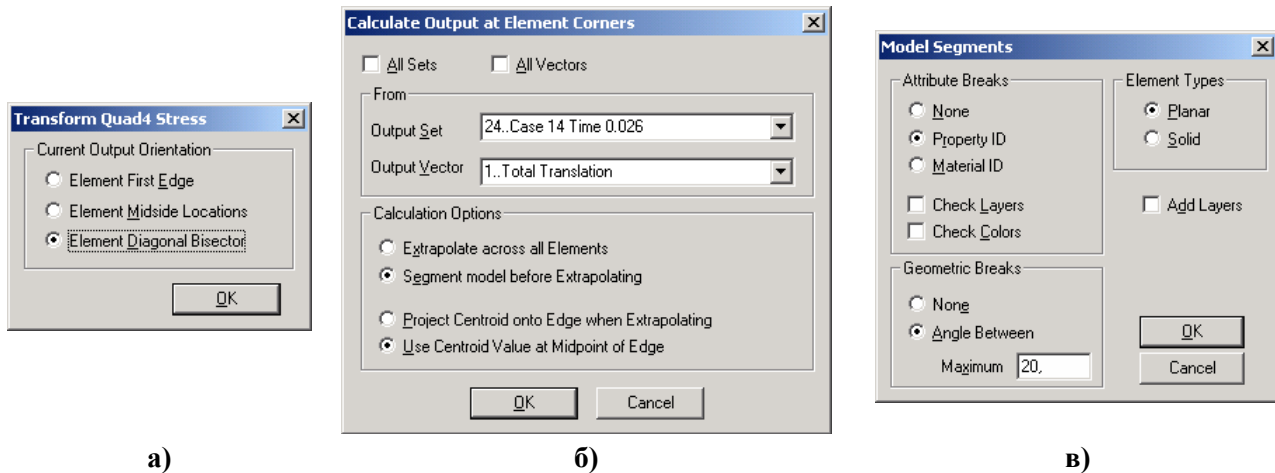 Transform Quad4 Stress
Current Output Orientation
Element First Edge
Element Midside Locations
Element Diagonal Bisector
OK
а)
Calculate Output at Element Corners
All Sets
All Vectors
From
Output Set
24..Case 14 Time 0.026
Output Vector
1..Total Translation
Calculation Options
Extrapolate across all Elements
Segment model before Extrapolating
Project Centroid onto Edge when Extrapolating
Use Centroid Value at Midpoint of Edge
OK
Cancel
б)
Model Segments
Attribute Breaks
None
Property ID
Material ID
Check Layers
Check Colors
Element Types
Planar
Solid
Add Layers
Geometric Breaks
None
Angle Between
Maximum
20,
OK
Cancel
в)